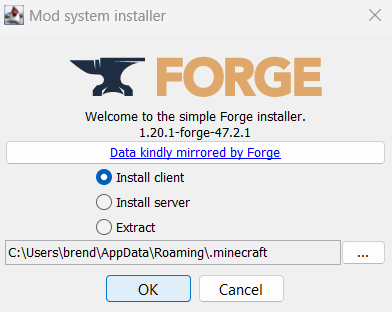 Mod system installer
FORGE
Welcome to the simple Forge installer.
1.20.1-forge-47.2.1
Data kindly mirrored by Forge
Install client
Install server
Extract
C:\Users\brend\AppData\Roaming\.minecraft
...
OK
Cancel